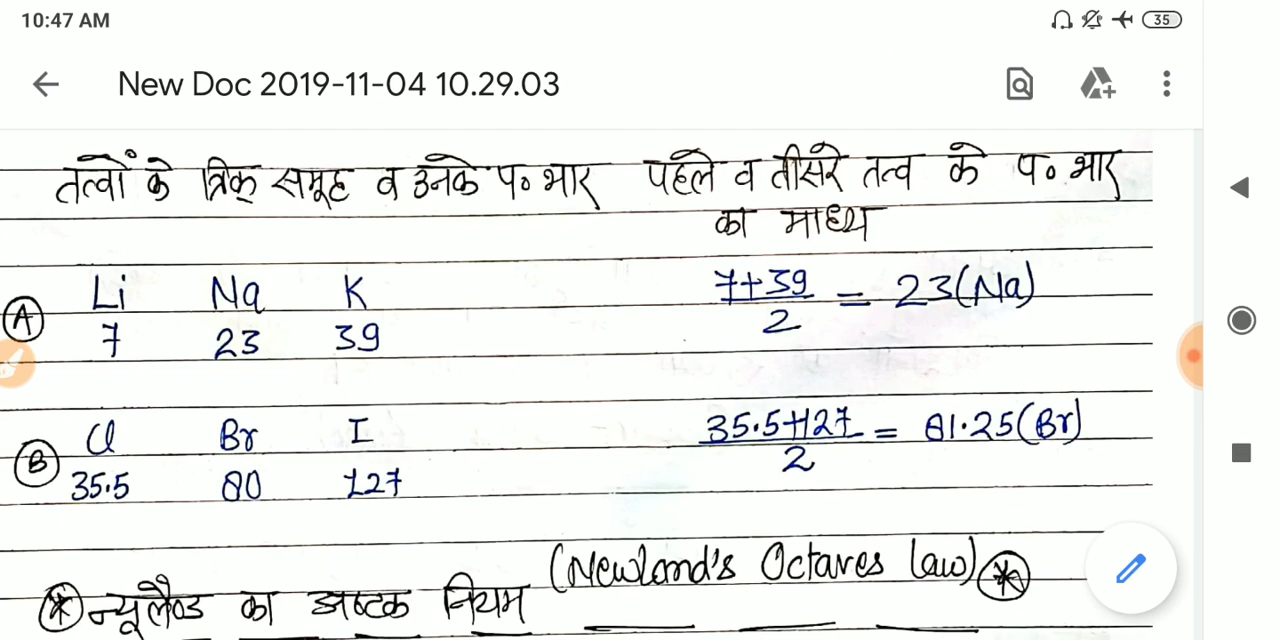 10:47 AM 35
New Doc 2019-11-04 10.29.03
तत्वों के त्रिक् समूह व उनके प॰ भार पहले व तीसरे तत्व के प॰ भार
का माध्य
Li Na K 7+39/2 = 23(Na)
A
7 23 39
Cl Br I 35.5+127/2 = 81.25(Br)
B
35.5 80 127
(Newland's Octaves law)
न्यूलैण्ड का अष्टक नियम